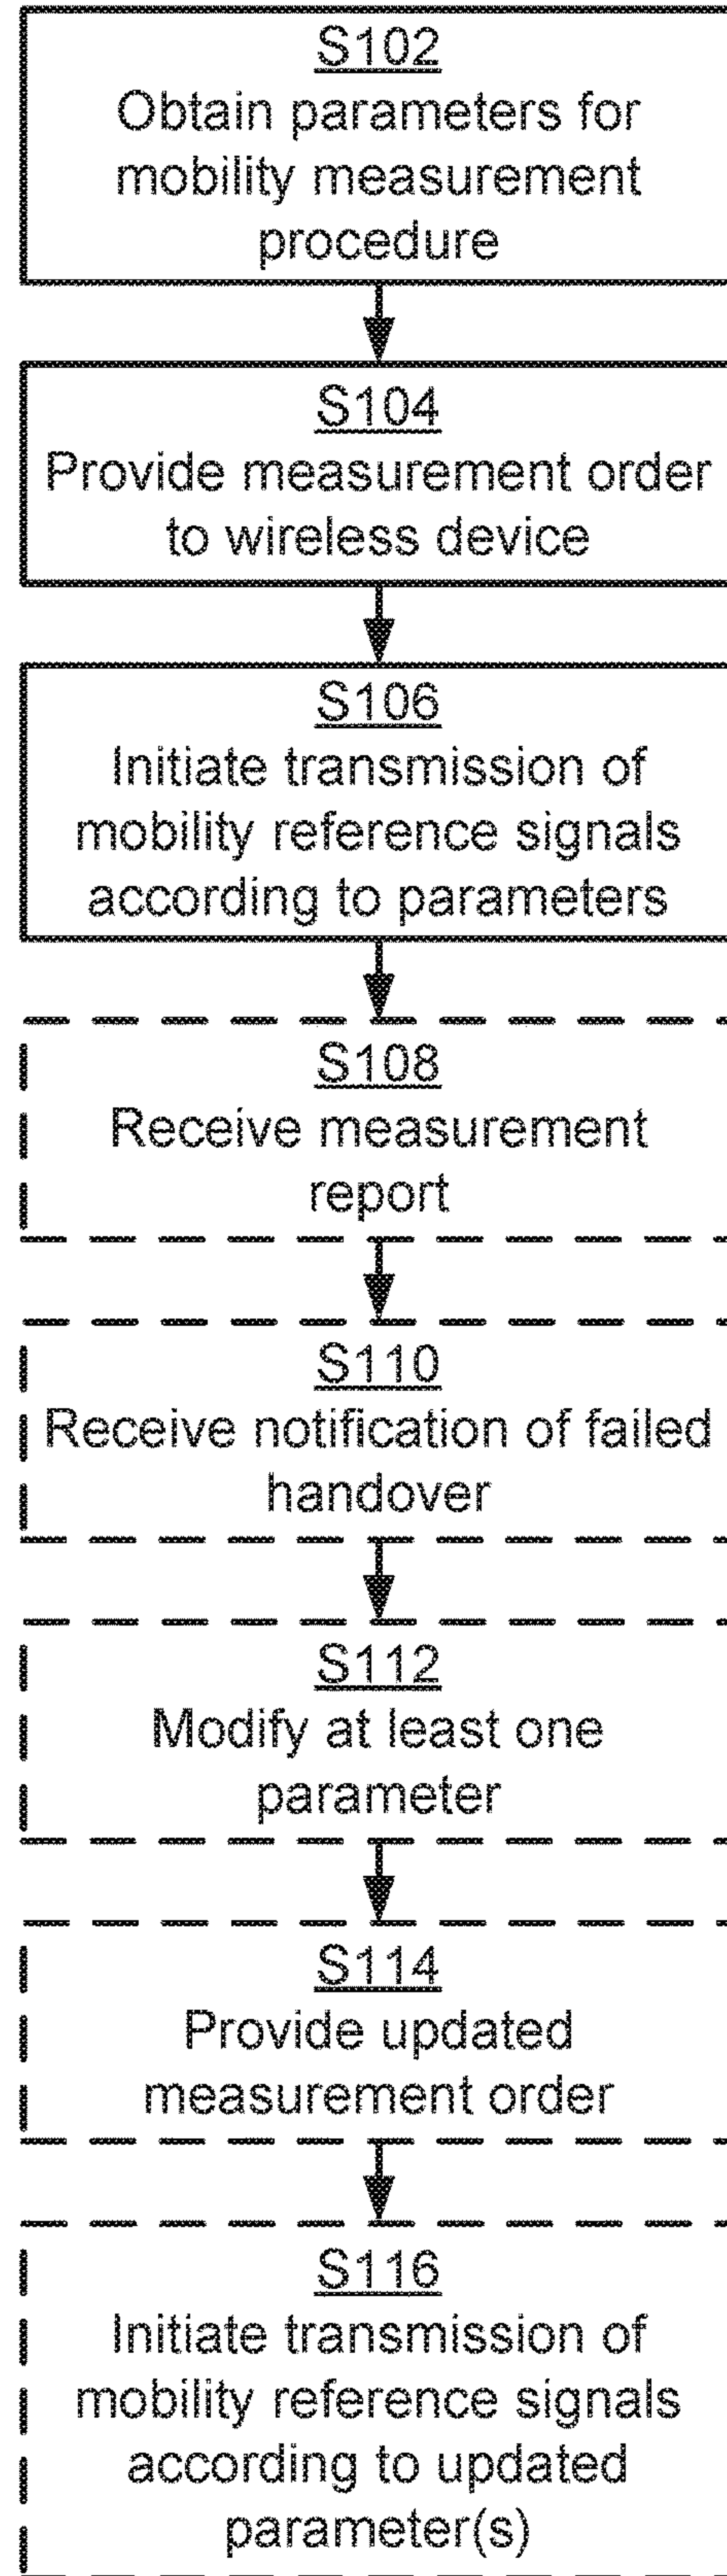 S102
Obtain parameters for
mobility measurement
procedure
S104
Provide measurement order
to wireless device
S106
Initiate transmission of
mobility reference signals
according to parameters
S108
Receive measurement
report
S110
Receive notification of failed
handover
S112
Modify at least one
parameter
S114
Provide updated
measurement order
S116
Initiate transmission of
mobility reference signals
according to updated
parameter(s)